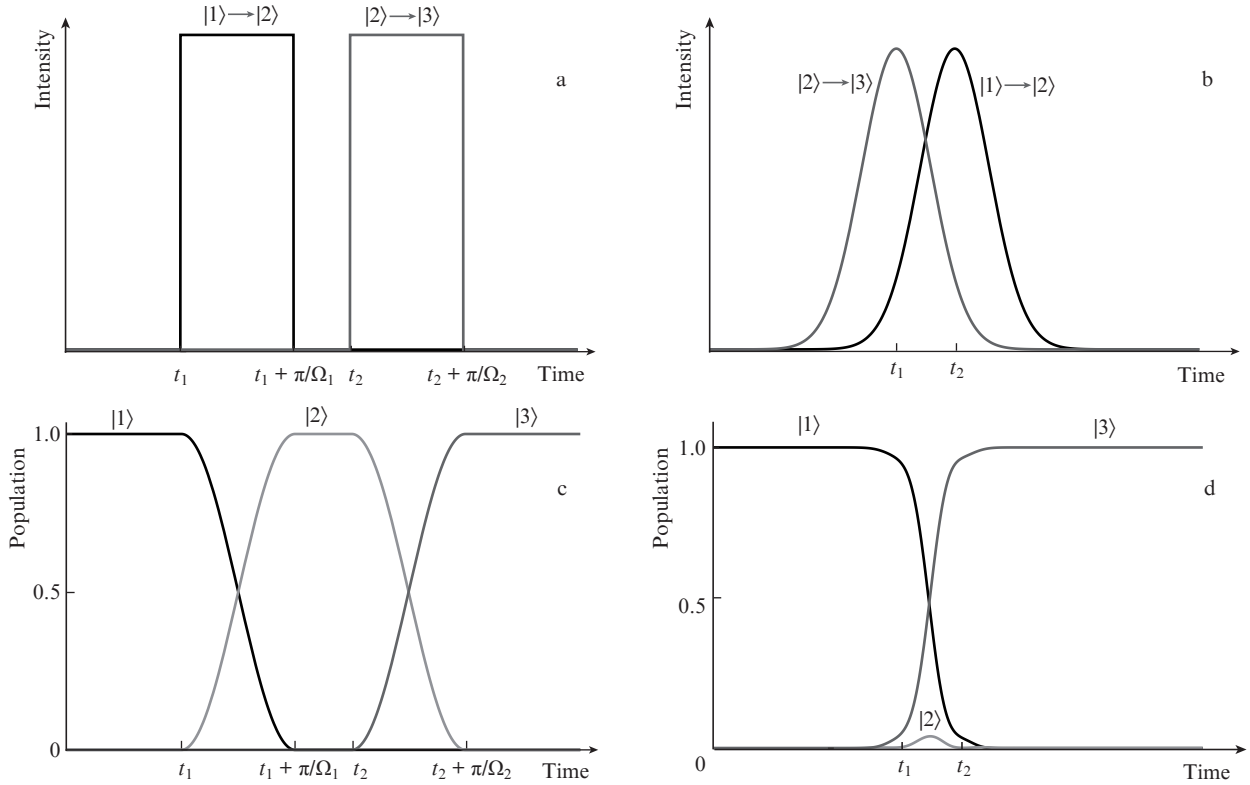 |1⟩→|2⟩ |2⟩→|3⟩
Intensity
a
t₁ t₁ + π/Ω₁ t₂ t₂ + π/Ω₂ Time
Intensity
|2⟩→|3⟩ |1⟩→|2⟩
b
t₁ t₂ Time
|1⟩ |2⟩ |3⟩
1.0
Population
c
0.5
0
t₁ t₁ + π/Ω₁ t₂ t₂ + π/Ω₂ Time
|1⟩ |3⟩
1.0
Population
d
0.5
|2⟩
0
t₁ t₂ Time